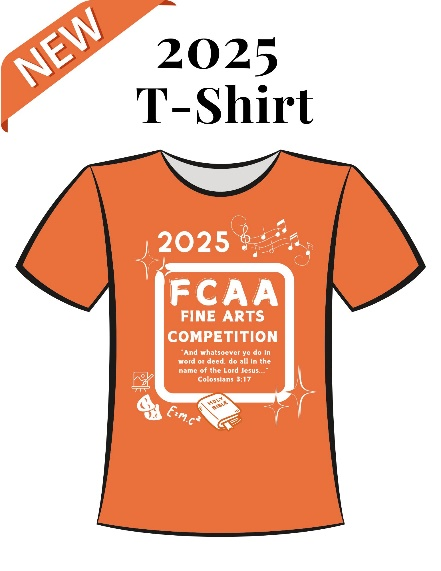 NEW
2025
T-Shirt
2025
FCAA
FINE ARTS
COMPETITION
"And whatsoever ye do in
word or deed, do all in the
name of the Lord Jesus..."
Colossians 3:17
E=M.C²
HOLY
BIBLE